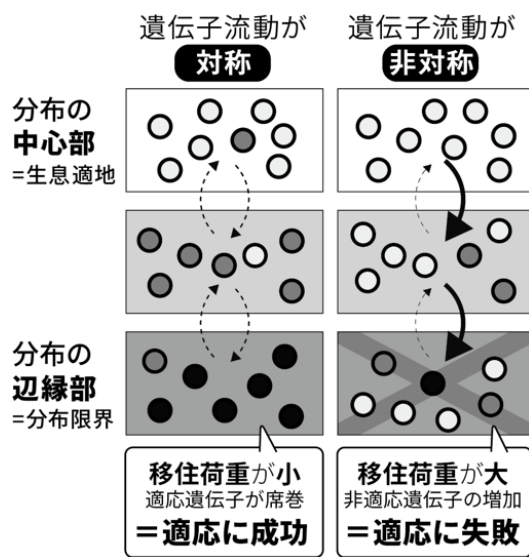 遺伝子流動が
対称
遺伝子流動が
非対称
分布の
中心部
=生息適地
分布の
辺縁部
=分布限界
移住荷重が小
適応遺伝子が席巻
=適応に成功
移住荷重が大
非適応遺伝子の増加
=適応に失敗